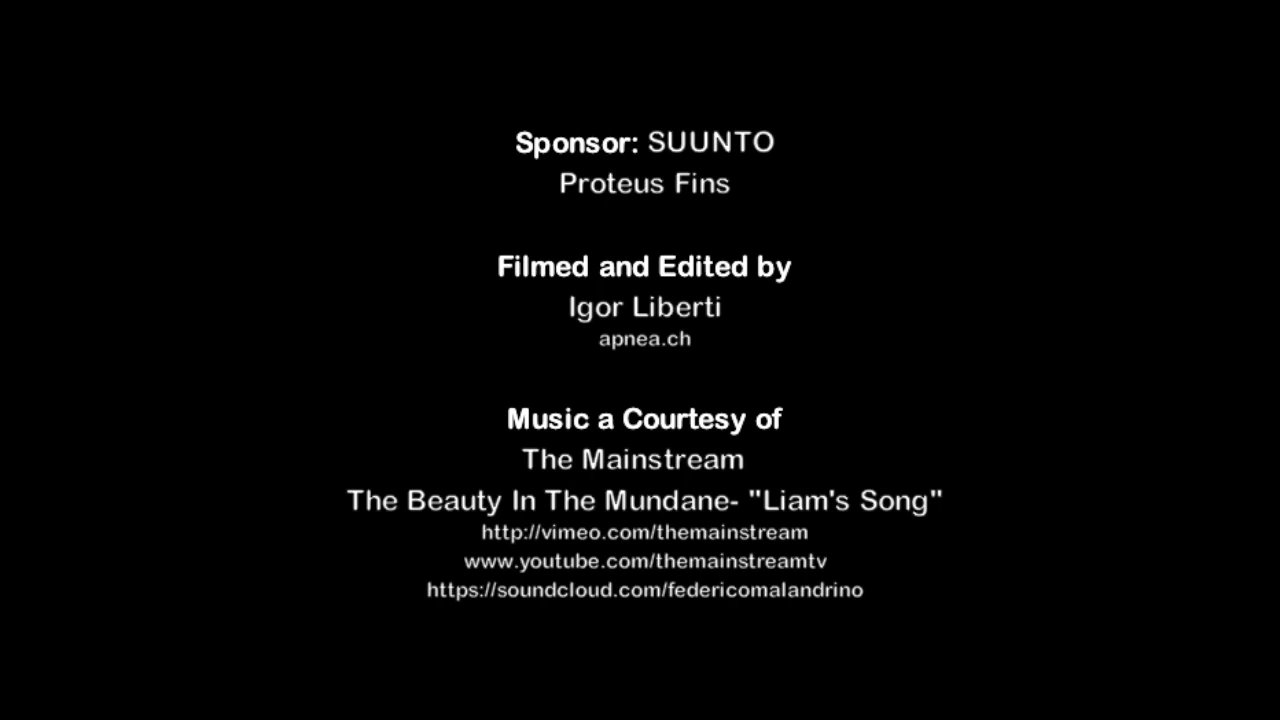 Sponsor: SUUNTO
Proteus Fins
Filmed and Edited by
Igor Liberti
apnea.ch
Music a Courtesy of
The Mainstream
The Beauty In The Mundane- "Liam's Song"
http://vimeo.com/themainstream
www.youtube.com/themainstreamtv
https://soundcloud.com/federicomalandrino